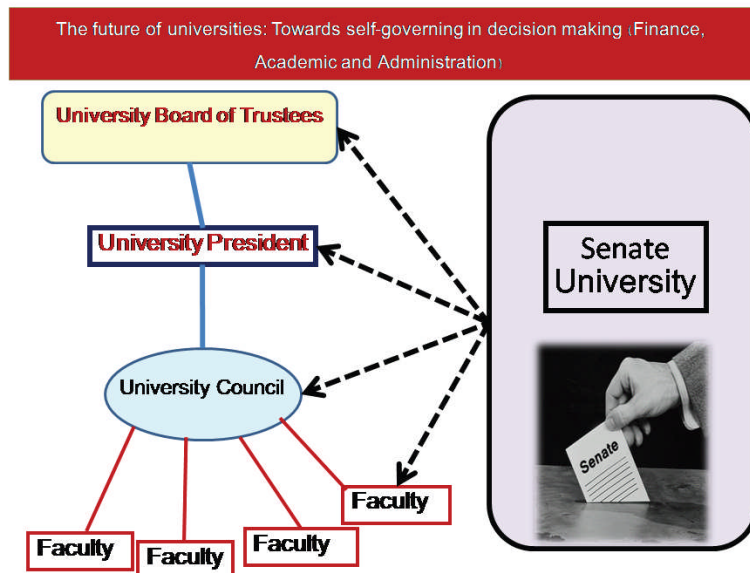 The future of universities: Towards self-governing in decision making (Finance,
Academic and Administration)
University Board of Trustees
University President
University Council
Faculty
Faculty
Faculty
Faculty
Senate
University
Senate